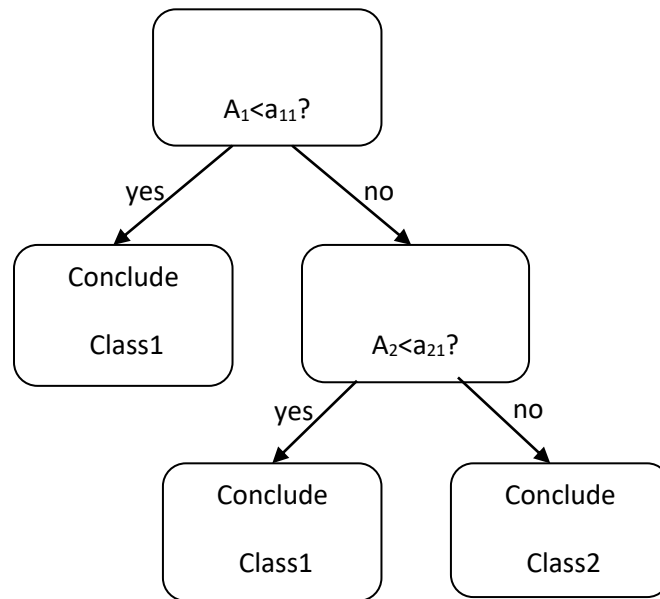 A₁<a₁₁?
yes
no
Conclude
Class1
A₂<a₂₁?
yes
no
Conclude
Class1
Conclude
Class2